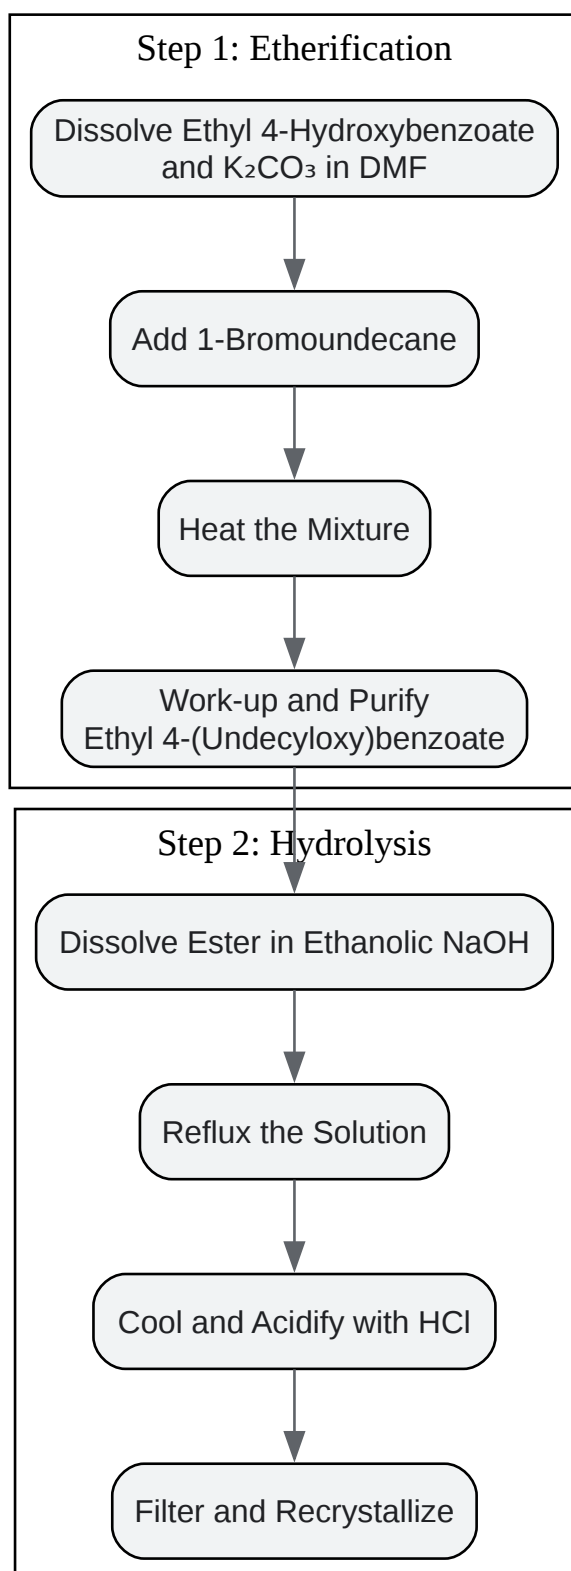 Step 1: Etherification
Dissolve Ethyl 4-Hydroxybenzoate
and K₂CO₃ in DMF
Add 1-Bromoundecane
Heat the Mixture
Work-up and Purify
Ethyl 4-(Undecyloxy)benzoate
Step 2: Hydrolysis
Dissolve Ester in Ethanolic NaOH
Reflux the Solution
Cool and Acidify with HCl
Filter and Recrystallize